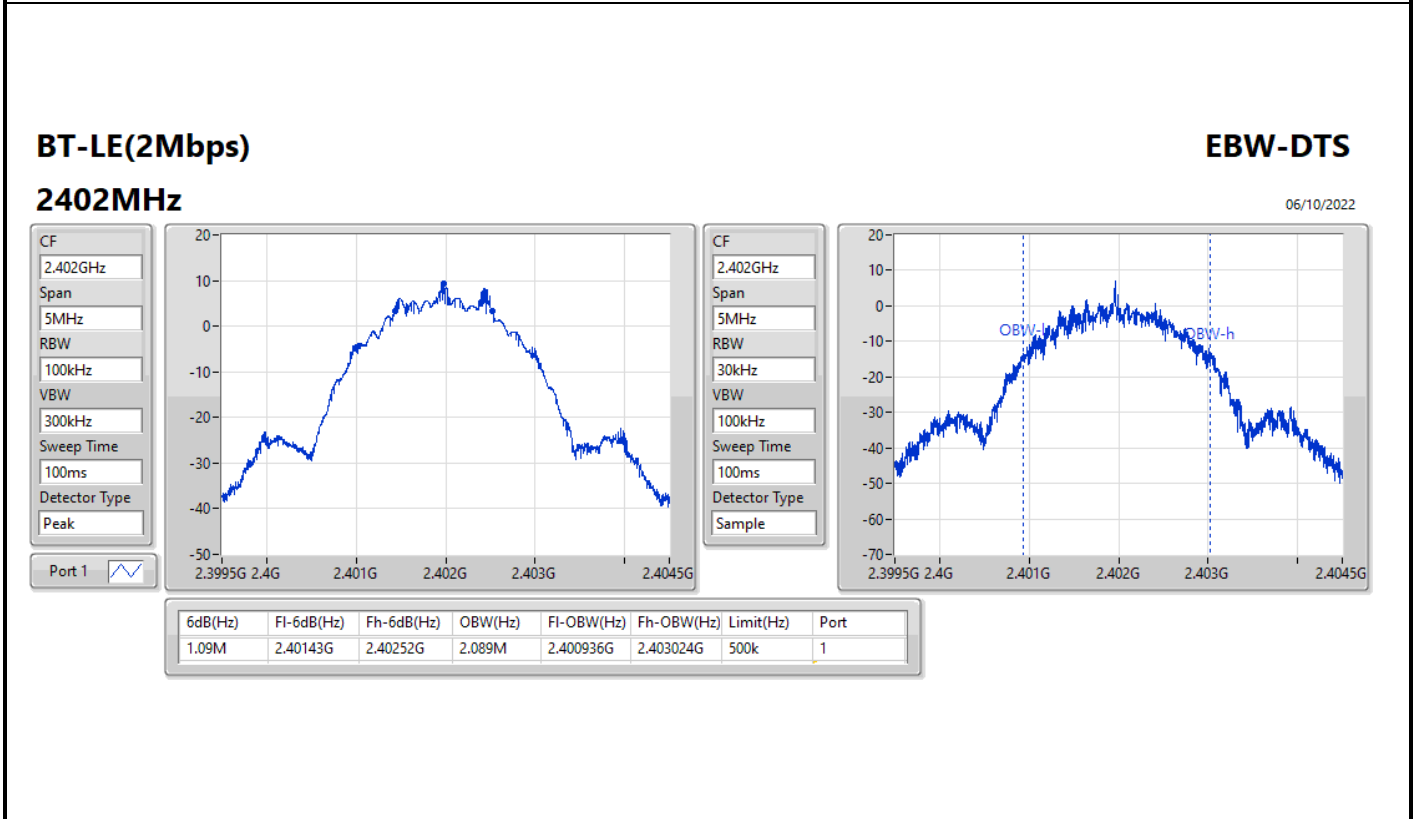 BT-LE(2Mbps)
EBW-DTS
2402MHz
06/10/2022
CF
2.402GHz
Span
5MHz
RBW
100kHz
VBW
300kHz
Sweep Time
100ms
Detector Type
Peak
Port 1
20
10
0
-10
-20
-30
-40
-50
2.3995G 2.4G 2.401G 2.402G 2.403G 2.4045G
CF
2.402GHz
Span
5MHz
RBW
30kHz
VBW
100kHz
Sweep Time
100ms
Detector Type
Sample
20
10
0
-10
-20
-30
-40
-50
-60
-70
OBW-l OBW-h
2.3995G 2.4G 2.401G 2.402G 2.403G 2.4045G
6dB(Hz) Fl-6dB(Hz) Fh-6dB(Hz) OBW(Hz) Fl-OBW(Hz) Fh-OBW(Hz) Limit(Hz) Port
1.09M 2.40143G 2.40252G 2.089M 2.400936G 2.403024G 500k 1